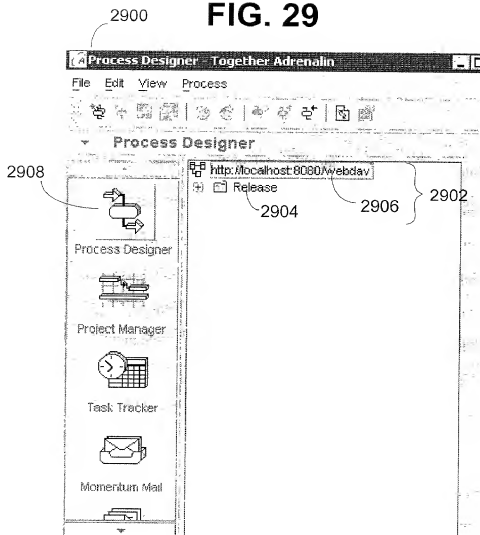 FIG. 29
2900
Process Designer Together Adrenalin
File Edit View Process
Process Designer
2908
http://localhost:8080/webdav
Release
2902
2904
2906
Process Designer
Project Manager
Task Tracker
Momentum Mail